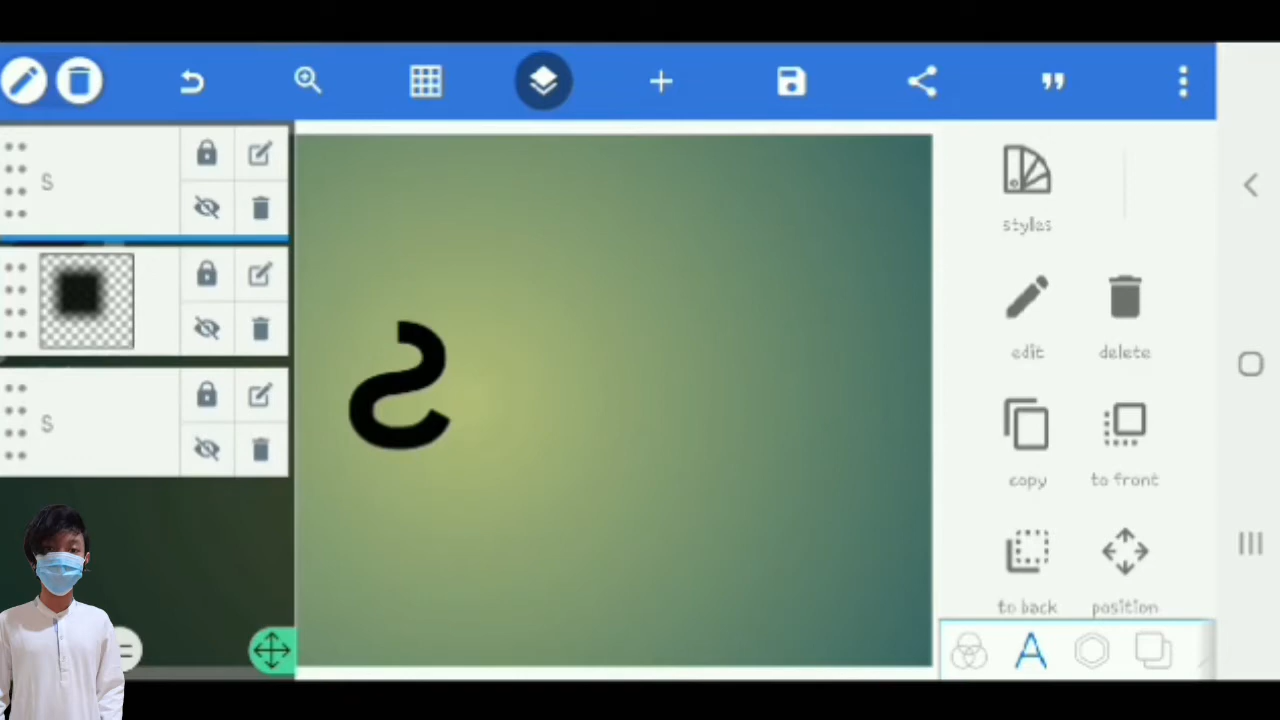 S
S
S
styles
edit
delete
copy
to front
to back
position